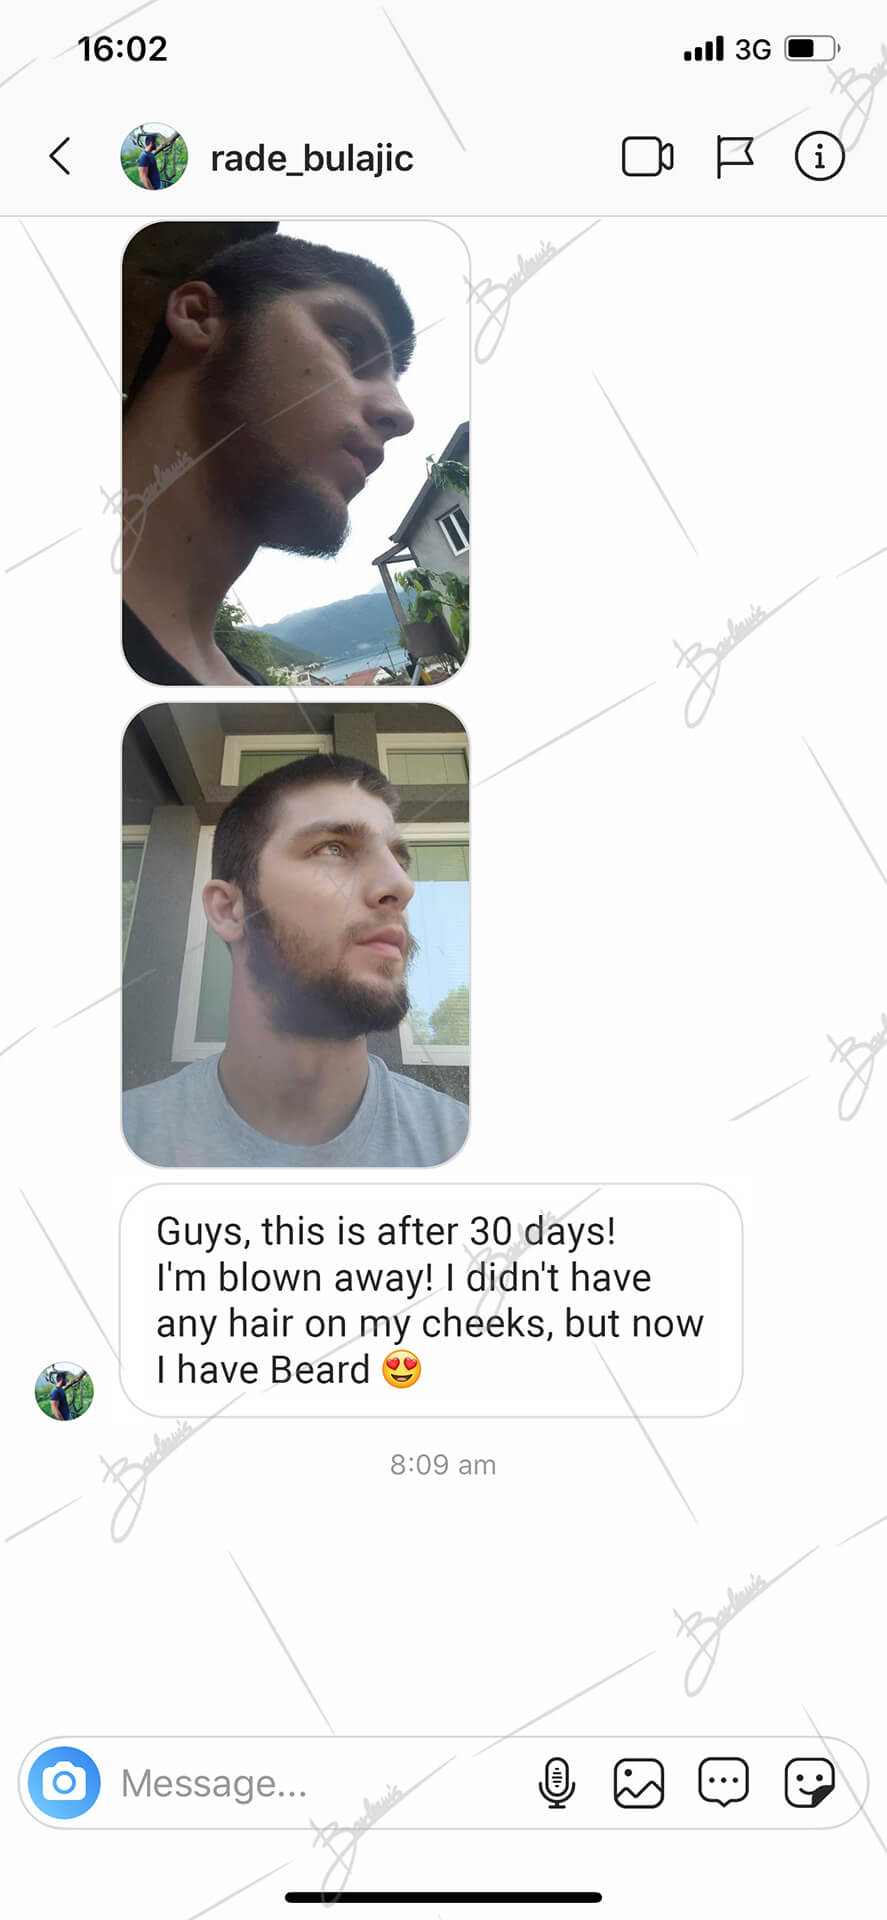 16:02
3G
rade_bulajic
Guys, this is after 30 days!
I'm blown away! I didn't have
any hair on my cheeks, but now
I have Beard 😍
8:09 am
Message...